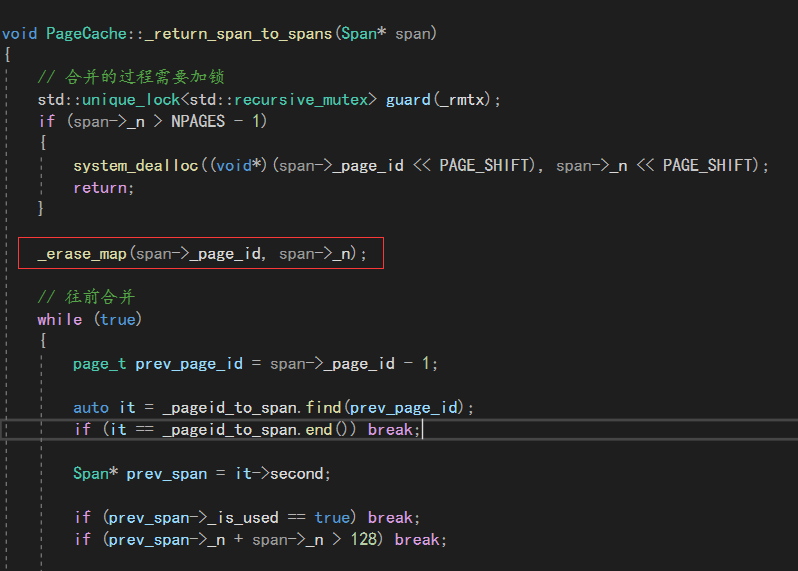 void PageCache::_return_span_to_spans(Span* span)
{
// 合并的过程需要加锁
std::unique_lock<std::recursive_mutex> guard(_rmtx);
if (span->_n > NPAGES - 1)
{
system_dealloc((void*)(span->_page_id << PAGE_SHIFT), span->_n << PAGE_SHIFT);
return;
}
_erase_map(span->_page_id, span->_n);
// 往前合并
while (true)
{
page_t prev_page_id = span->_page_id - 1;
auto it = _pageid_to_span.find(prev_page_id);
if (it == _pageid_to_span.end()) break;
Span* prev_span = it->second;
if (prev_span->_is_used == true) break;
if (prev_span->_n + span->_n > 128) break;